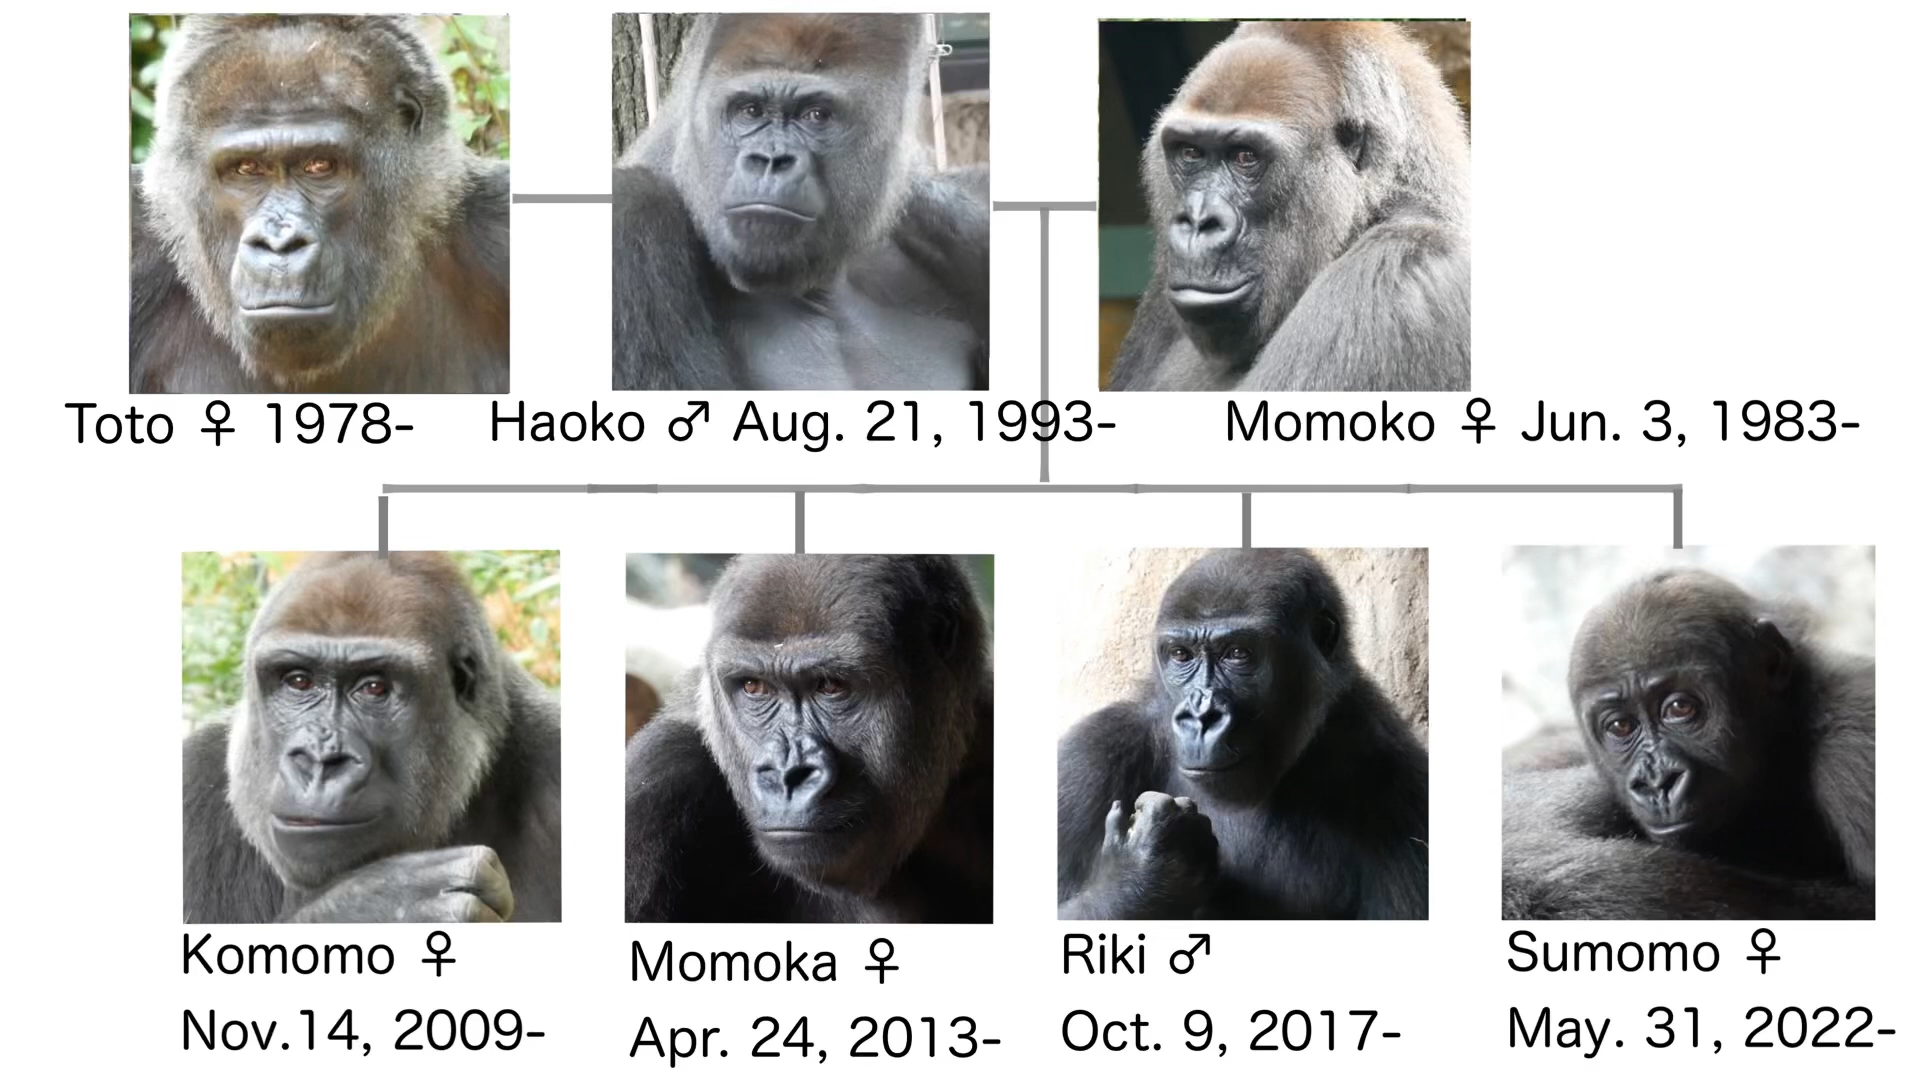 Toto ♀ 1978-
Haoko ♂ Aug. 21, 1993-
Momoko ♀ Jun. 3, 1983-
Komomo ♀
Nov.14, 2009-
Momoka ♀
Apr. 24, 2013-
Riki ♂
Oct. 9, 2017-
Sumomo ♀
May. 31, 2022-